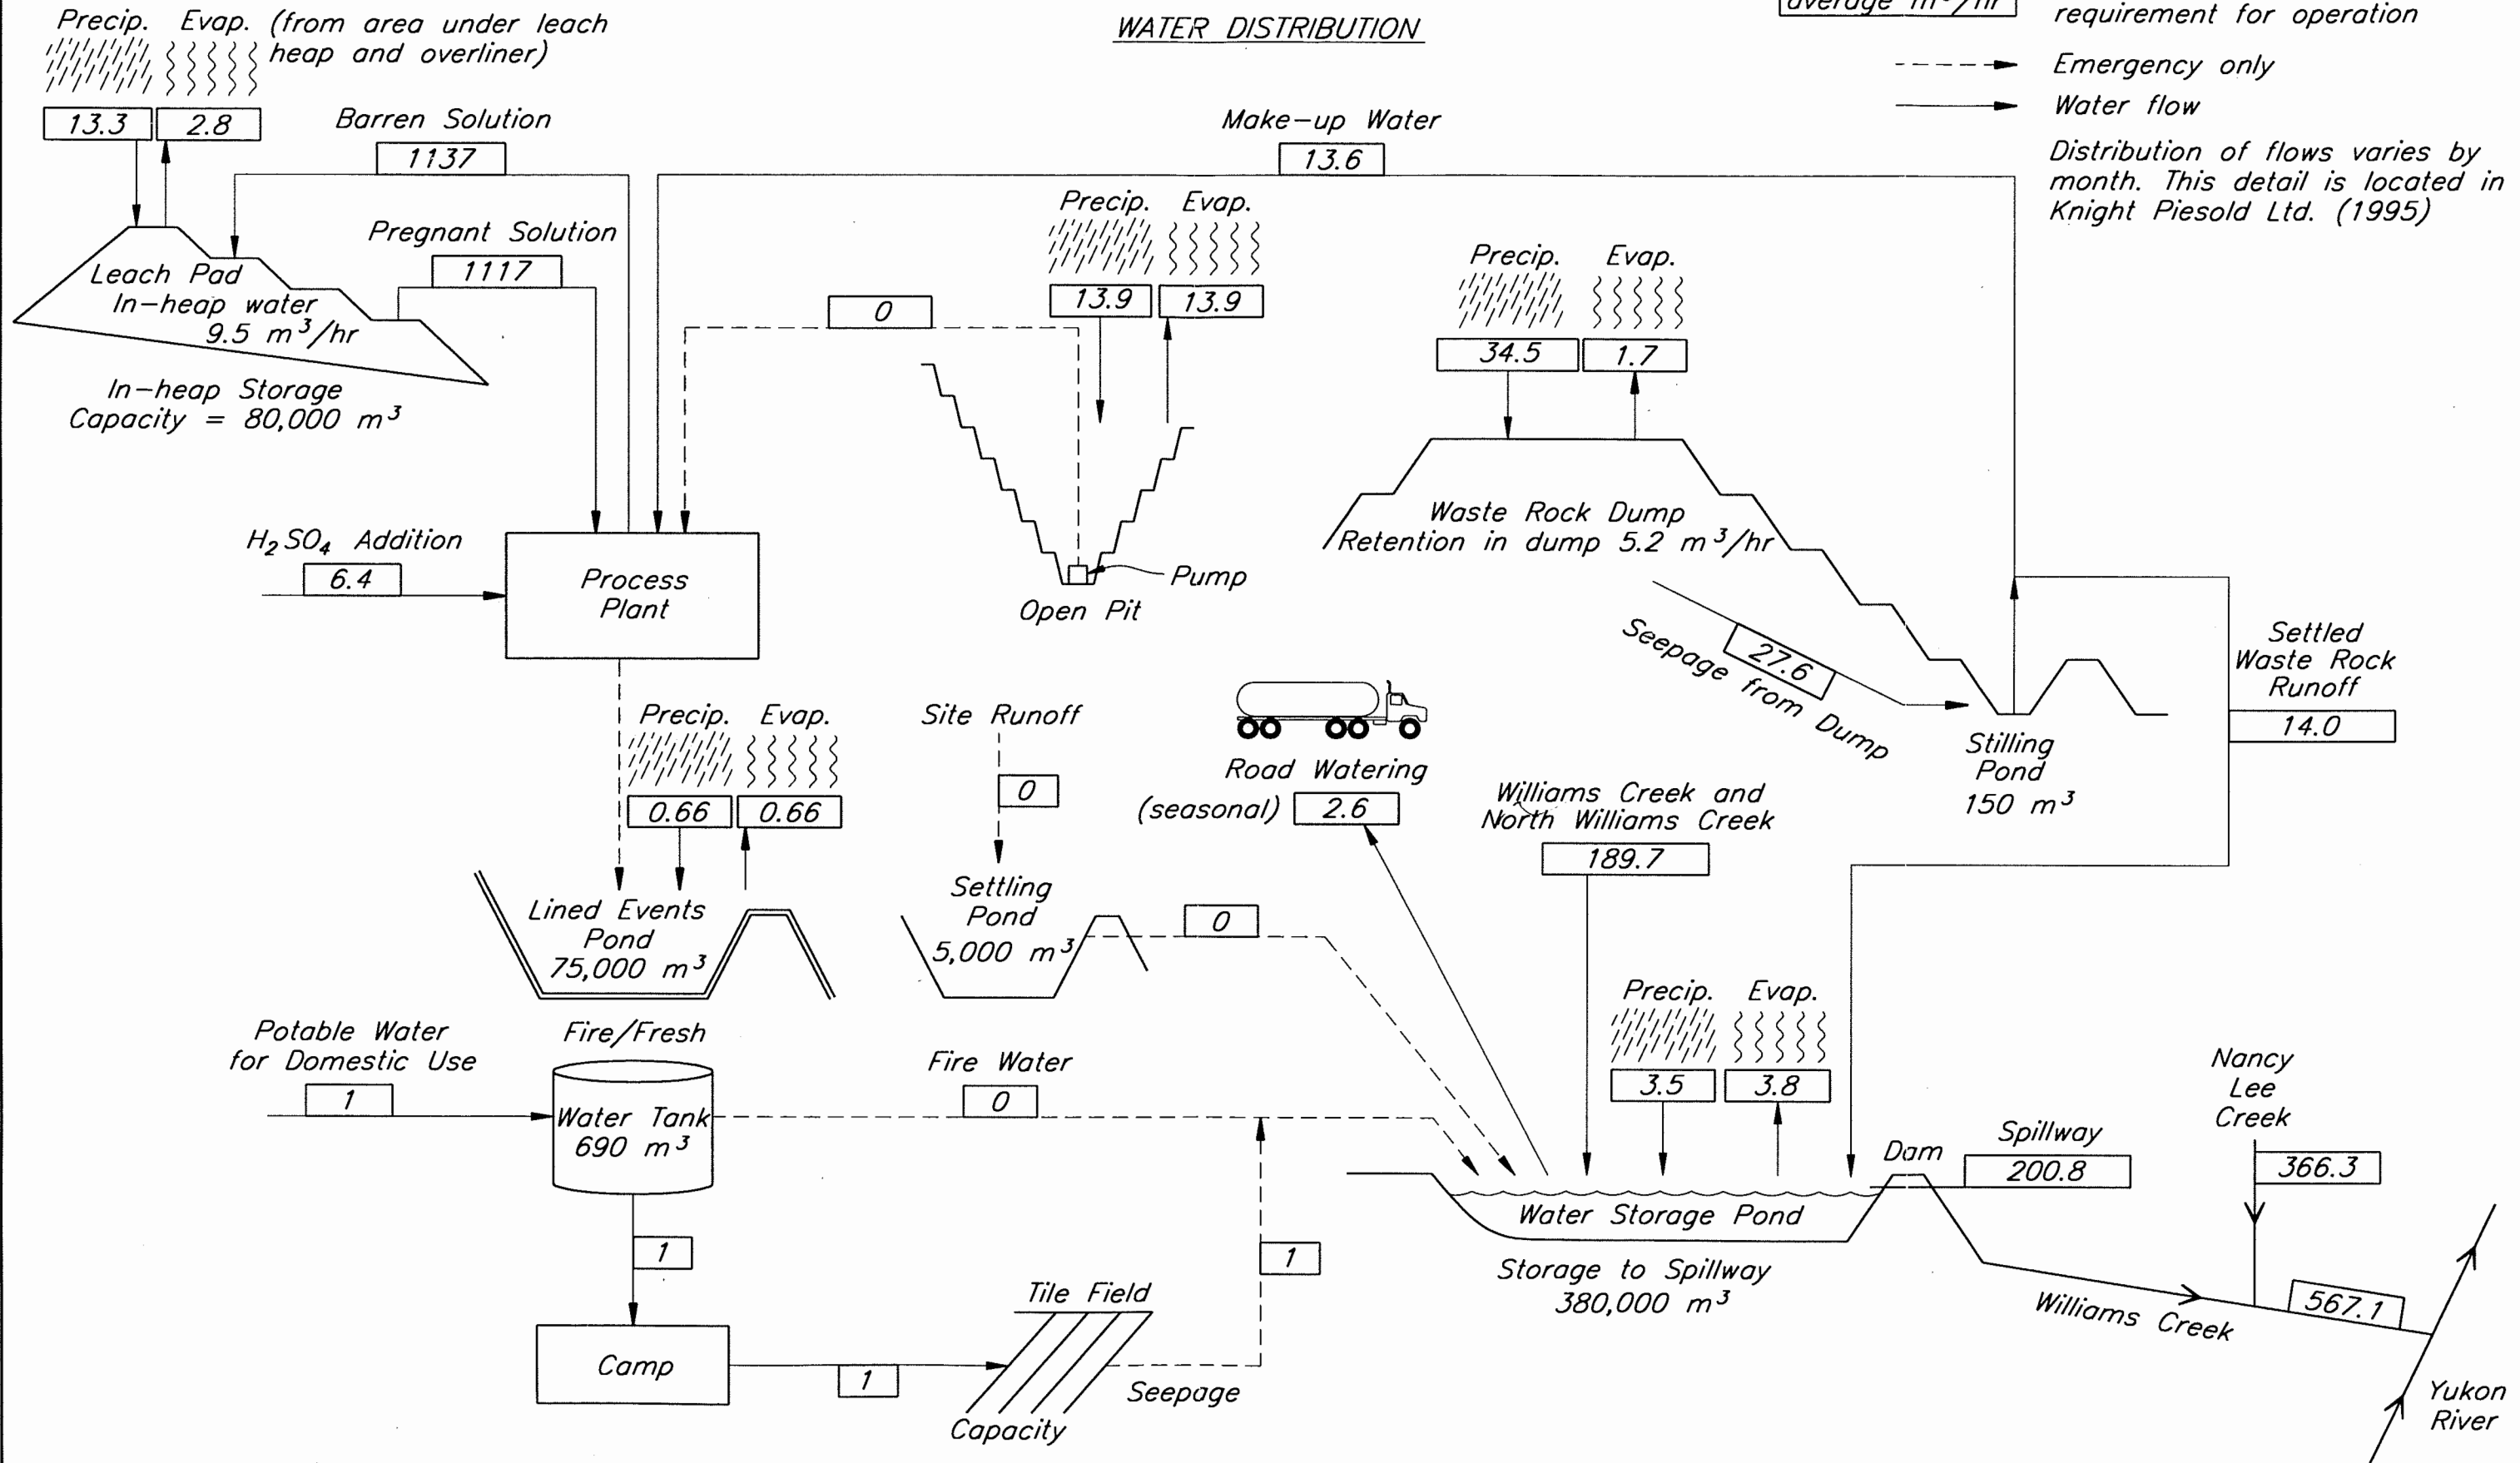 WATER DISTRIBUTION
average m³/hr
requirement for operation
Emergency only
Water flow
Distribution of flows varies by
month. This detail is located in
Knight Piesold Ltd. (1995)
Precip. Evap. (from area under leach
heap and overliner)
13.3 2.8
Barren Solution
1137
Make-up Water
13.6
Pregnant Solution
1117
Leach Pad
In-heap water
9.5 m³/hr
In-heap Storage
Capacity = 80,000 m³
0
Precip. Evap.
13.9 13.9
Pump
Open Pit
Precip. Evap.
34.5 1.7
Waste Rock Dump
Retention in dump 5.2 m³/hr
27.6
Seepage from Dump
Stilling
Pond
150 m³
Settled
Waste Rock
Runoff
14.0
H₂SO₄ Addition
6.4
Process
Plant
Precip. Evap.
0.66 0.66
Lined Events
Pond
75,000 m³
Site Runoff
0
Settling
Pond
5,000 m³
0
Road Watering
(seasonal) 2.6
Williams Creek and
North Williams Creek
189.7
Precip. Evap.
3.5 3.8
Potable Water
for Domestic Use
1
Fire/Fresh
Water Tank
690 m³
Fire Water
0
1
Camp
1
Tile Field
Capacity
Seepage
1
Water Storage Pond
Storage to Spillway
380,000 m³
Dam
Spillway
200.8
Nancy
Lee
Creek
366.3
Williams Creek
567.1
Yukon
River